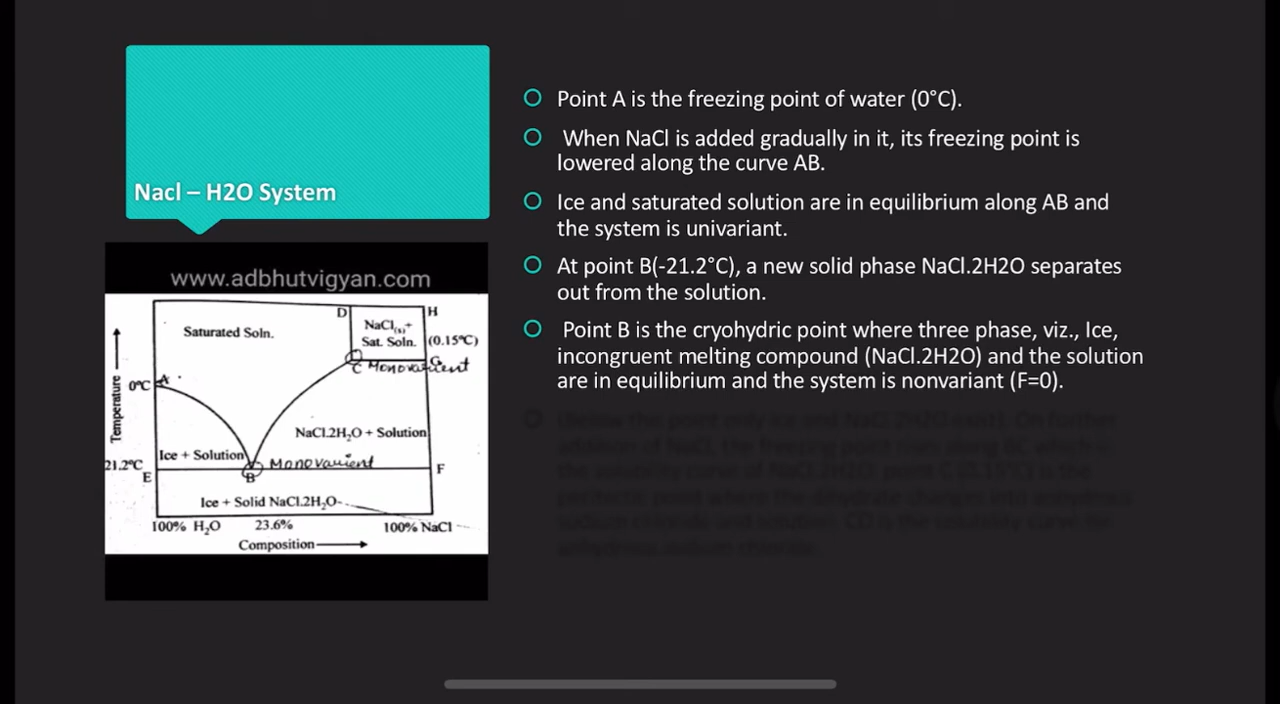 Nacl – H2O System
Point A is the freezing point of water (0°C).
When NaCl is added gradually in it, its freezing point is
lowered along the curve AB.
Ice and saturated solution are in equilibrium along AB and
the system is univariant.
At point B(-21.2°C), a new solid phase NaCl.2H2O separates
out from the solution.
Point B is the cryohydric point where three phase, viz., Ice,
incongruent melting compound (NaCl.2H2O) and the solution
are in equilibrium and the system is nonvariant (F=0).
www.adbhutvigyan.com
D
H
Saturated Soln.
NaCl(s)+
Sat. Soln.
(0.15°C)
C Monovarient
G
0°C
A
Temperature
NaCl.2H₂O + Solution
Ice + Solution
21.2°C
E
B
Monovarient
F
Ice + Solid NaCl.2H₂O
100% H₂O
23.6%
100% NaCl
Composition